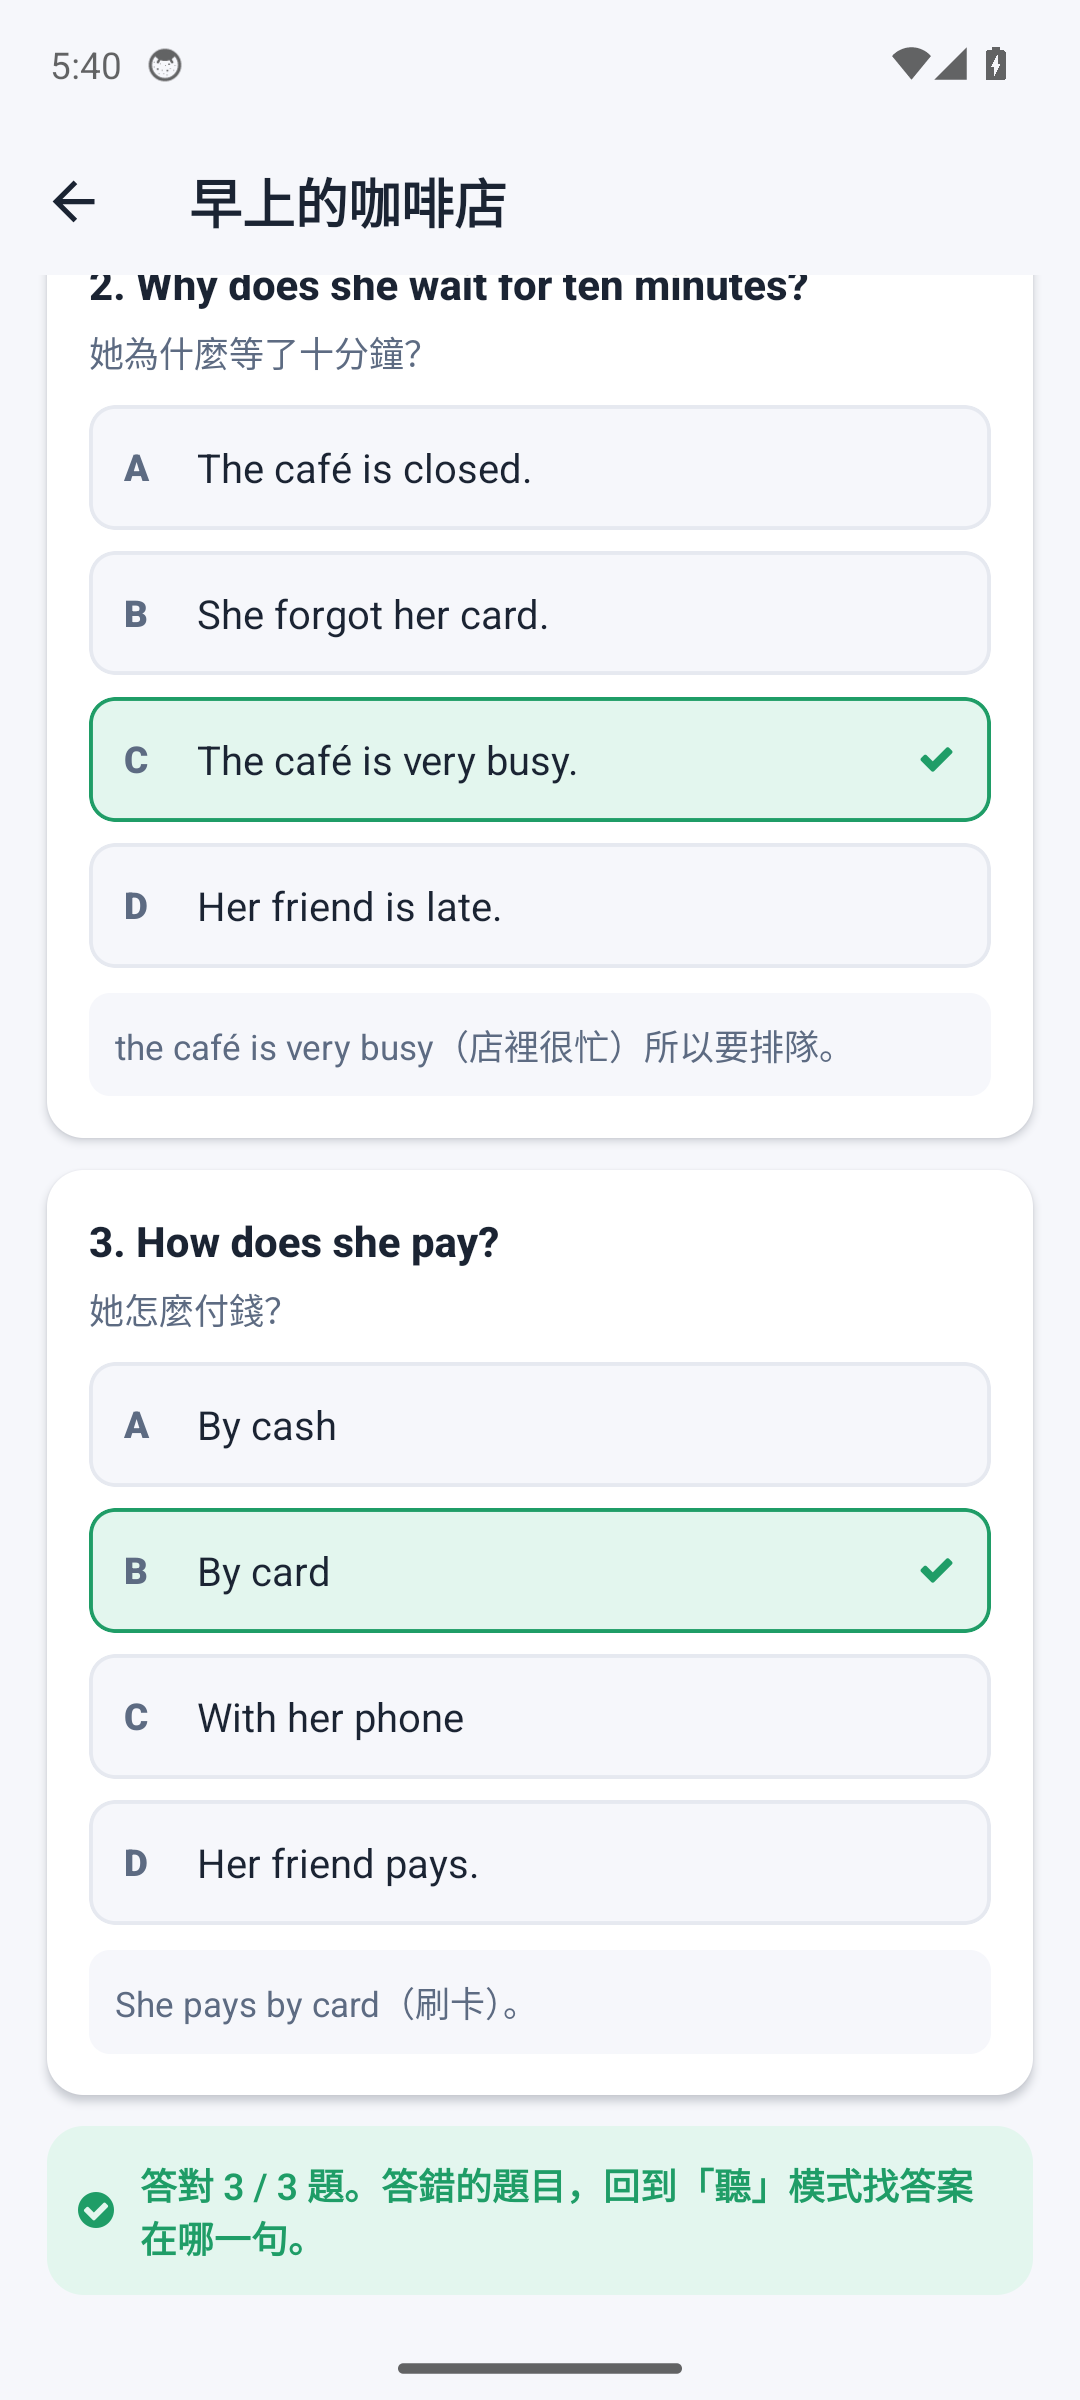 5:40
早上的咖啡店
2. Why does she wait for ten minutes?
她為什麼等了十分鐘？
A The café is closed.
B She forgot her card.
C The café is very busy.
D Her friend is late.
the café is very busy（店裡很忙）所以要排隊。
3. How does she pay?
她怎麼付錢？
A By cash
B By card
C With her phone
D Her friend pays.
She pays by card（刷卡）。
答對 3 / 3 題。答錯的題目，回到「聽」模式找答案
在哪一句。